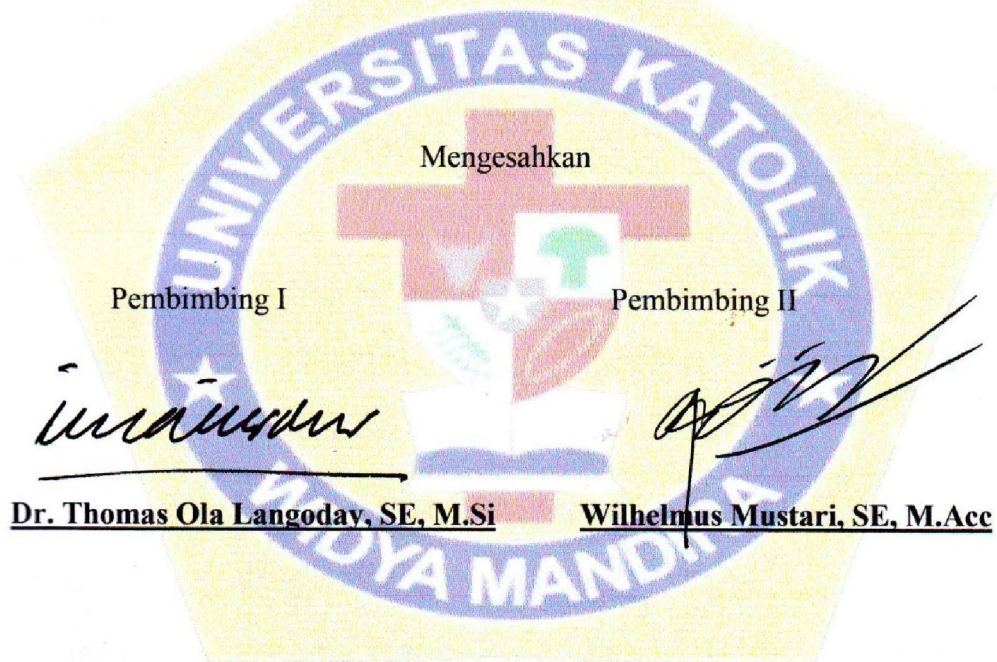 UNIVERSITAS KATOLIK
Mengesahkan
Pembimbing I
Pembimbing II
Dr. Thomas Ola Langoday, SE, M.Si
Wilhelmus Mustari, SE, M.Acc
WIDYA MANDIRA